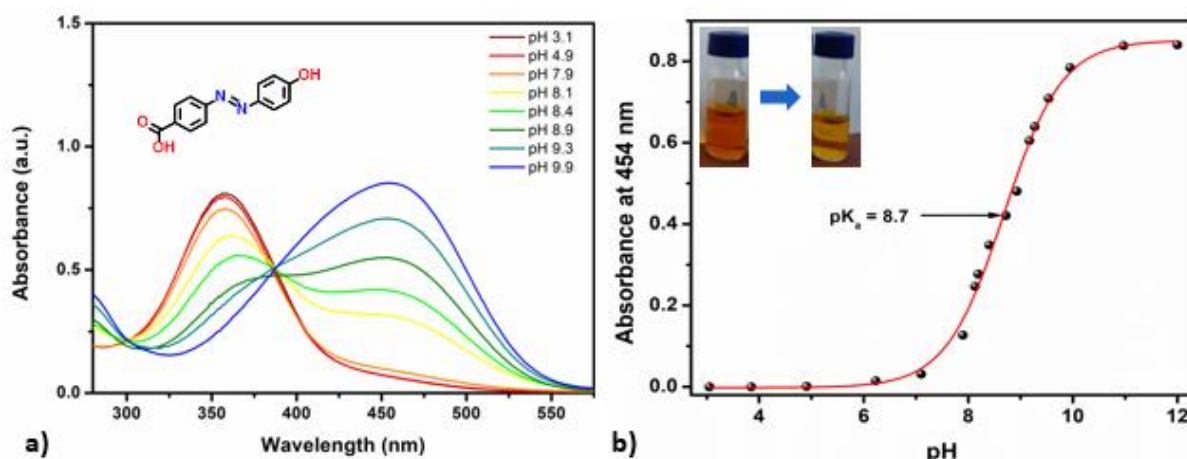 1.5
1.0
0.5
0.0
Absorbance (a.u.)
OH
N
N
O
OH
pH 3.1
pH 4.9
pH 7.9
pH 8.1
pH 8.4
pH 8.9
pH 9.3
pH 9.9
300 350 400 450 500 550
Wavelength (nm)
a)
0.8
0.6
0.4
0.2
0.0
Absorbance at 454 nm
pKa = 8.7
4 6 8 10 12
pH
b)